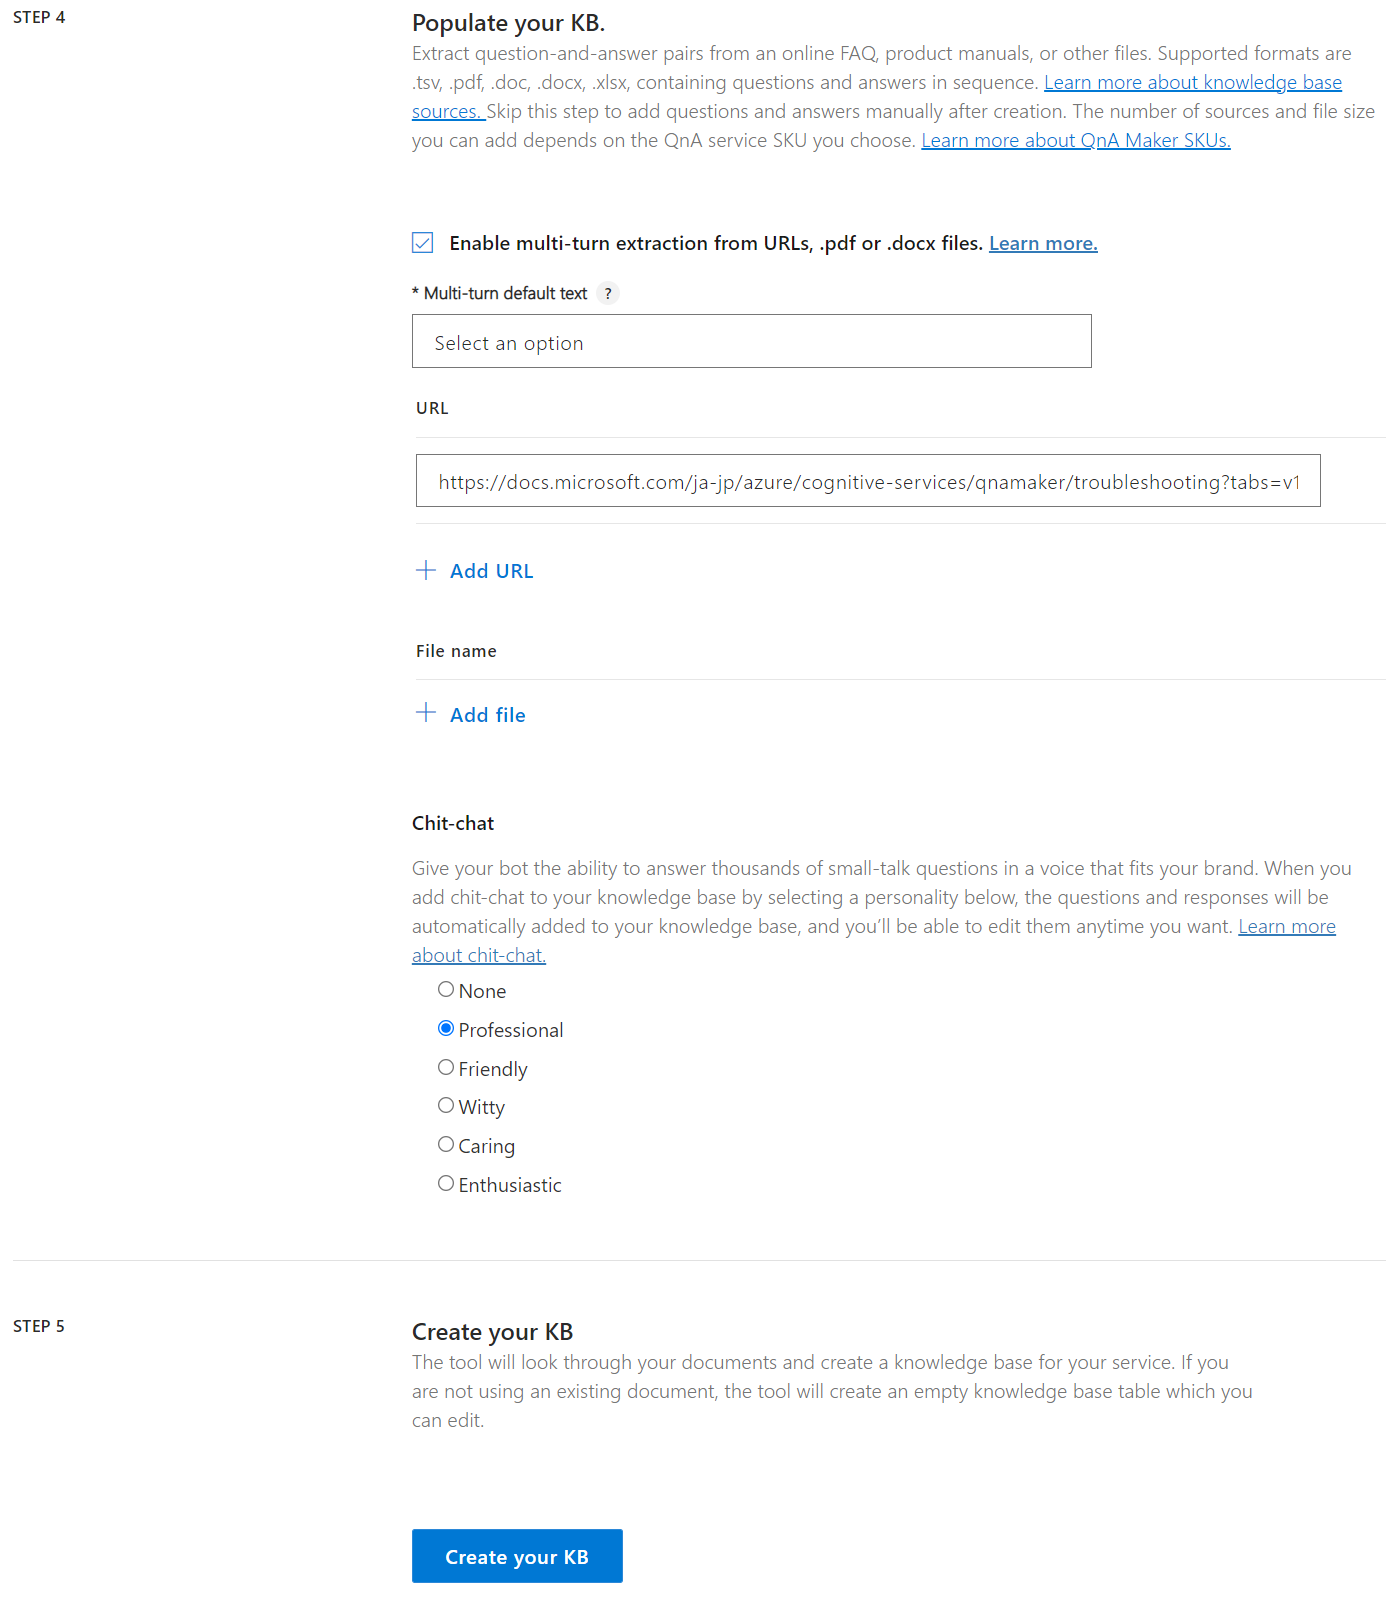 STEP 4
Populate your KB.
Extract question-and-answer pairs from an online FAQ, product manuals, or other files. Supported formats are
.tsv, .pdf, .doc, .docx, .xlsx, containing questions and answers in sequence. Learn more about knowledge base
sources. Skip this step to add questions and answers manually after creation. The number of sources and file size
you can add depends on the QnA service SKU you choose. Learn more about QnA Maker SKUs.
Enable multi-turn extraction from URLs, .pdf or .docx files. Learn more.
* Multi-turn default text ?
Select an option
URL
https://docs.microsoft.com/ja-jp/azure/cognitive-services/qnamaker/troubleshooting?tabs=v1
+ Add URL
File name
+ Add file
Chit-chat
Give your bot the ability to answer thousands of small-talk questions in a voice that fits your brand. When you
add chit-chat to your knowledge base by selecting a personality below, the questions and responses will be
automatically added to your knowledge base, and you'll be able to edit them anytime you want. Learn more
about chit-chat.
None
Professional
Friendly
Witty
Caring
Enthusiastic
STEP 5
Create your KB
The tool will look through your documents and create a knowledge base for your service. If you
are not using an existing document, the tool will create an empty knowledge base table which you
can edit.
Create your KB